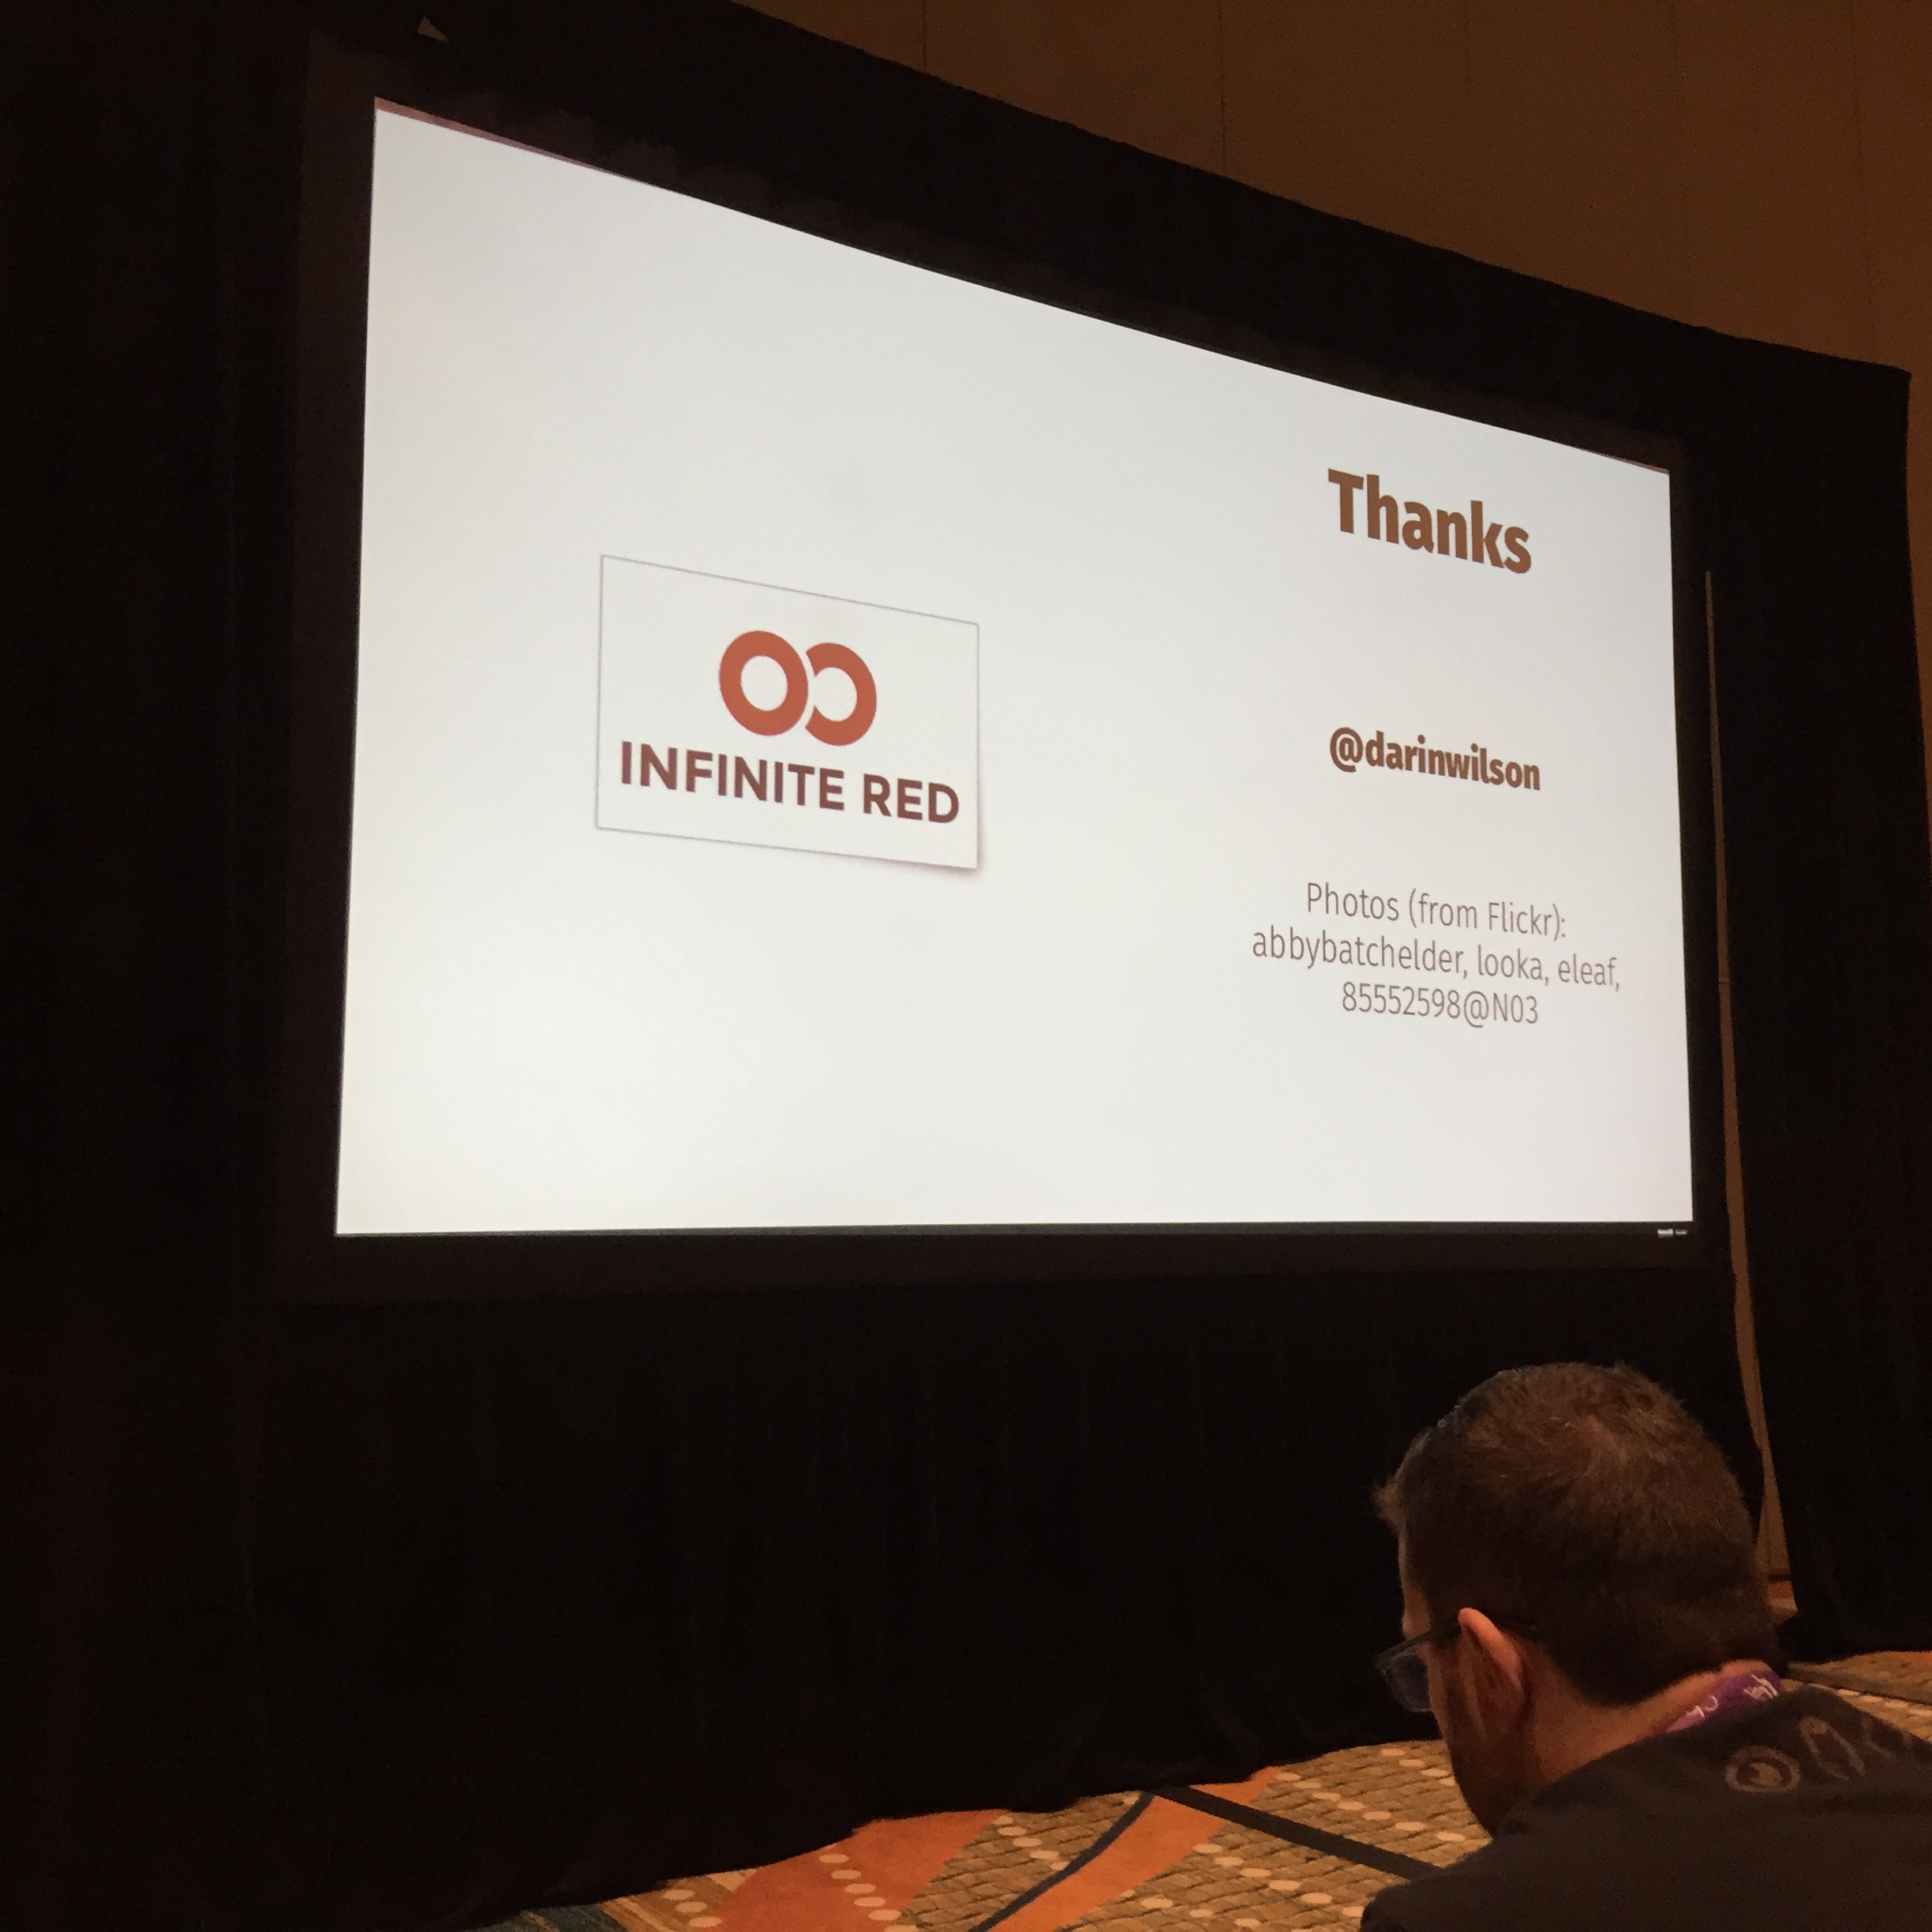 Thanks
INFINITE RED
@darinwilson
Photos (from Flickr):
abbybatchelder, looka, eleaf,
85552598@N03